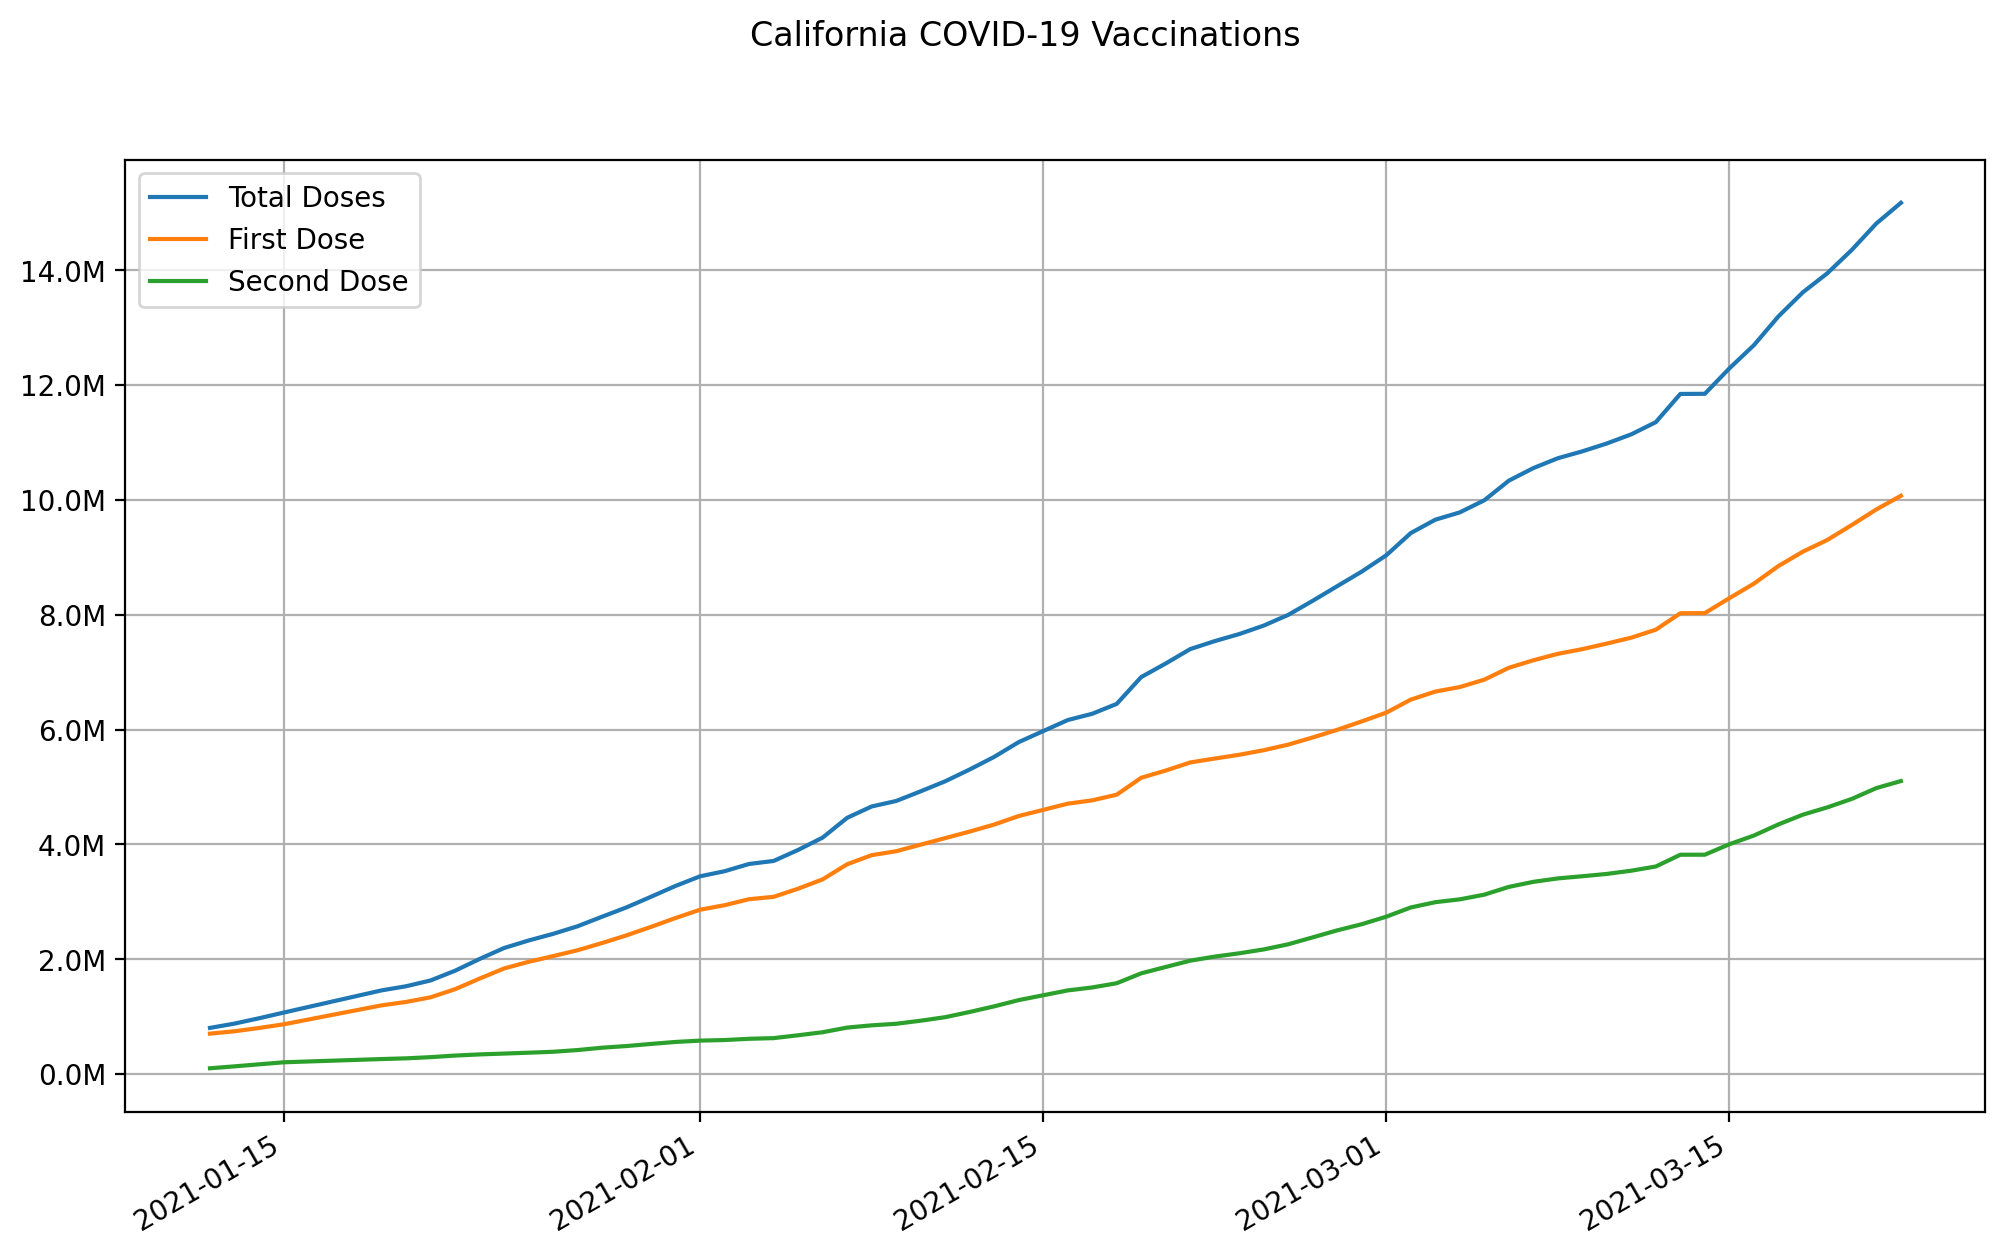 California COVID-19 Vaccinations
Total Doses
First Dose
Second Dose
14.0M
12.0M
10.0M
8.0M
6.0M
4.0M
2.0M
0.0M
2021-01-15
2021-02-01
2021-02-15
2021-03-01
2021-03-15